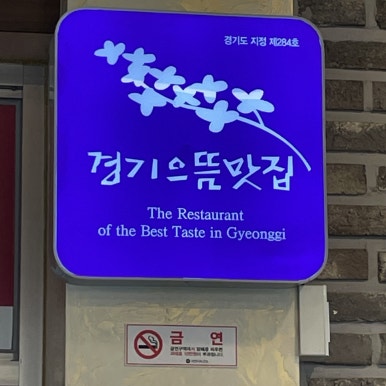 경기도 지정 제284호
경기으뜸맛집
The Restaurant
of the Best Taste in Gyeonggi
금 연